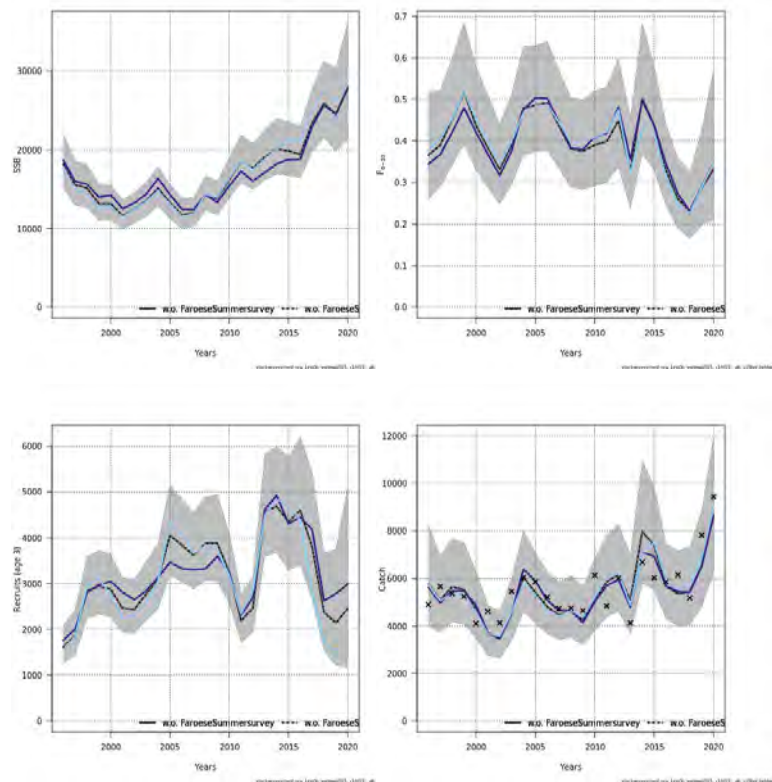 0.7
30000
0.6
0.5
20000
0.4
SSB
0.3
10000
0.2
0.1
0
0.0
w.o. FaroeseSummersurvey
w.o. FaroeseS
w.o. FaroeseSummersurvey
w.o. FaroeseS
2000 2005 2010 2015 2020
2000 2005 2010 2015 2020
Years
Years
6000
5000
4000
3000
2000
1000
0
Recruits (age 3)
12000
10000
8000
6000
4000
2000
0
Catch
w.o. FaroeseSummersurvey
w.o. FaroeseS
w.o. FaroeseSummersurvey
w.o. FaroeseS
2000 2005 2010 2015 2020
2000 2005 2010 2015 2020
Years
Years